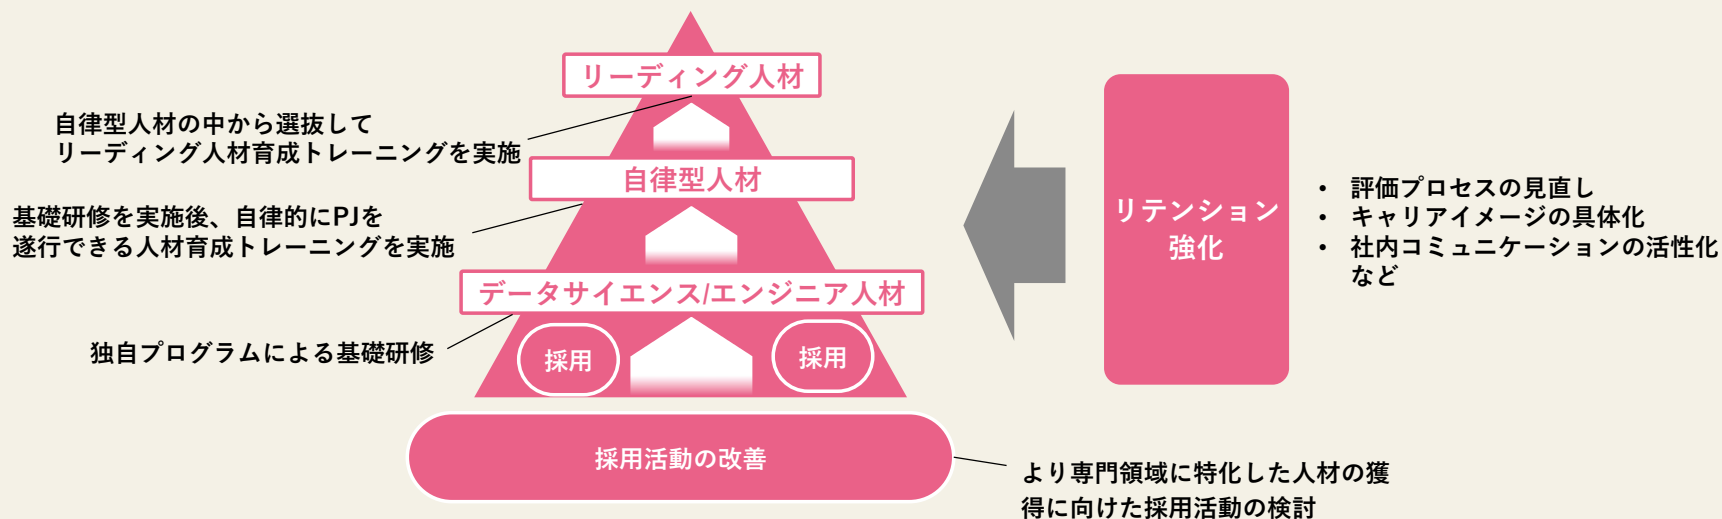 リーディング人材
自律型人材の中から選抜して
リーディング人材育成トレーニングを実施
自律型人材
基礎研修を実施後、自律的にPJを
遂行できる人材育成トレーニングを実施
データサイエンス/エンジニア人材
独自プログラムによる基礎研修
採用
採用
採用活動の改善
より専門領域に特化した人材の獲
得に向けた採用活動の検討
リテンション
強化
• 評価プロセスの見直し
• キャリアイメージの具体化
• 社内コミュニケーションの活性化
など